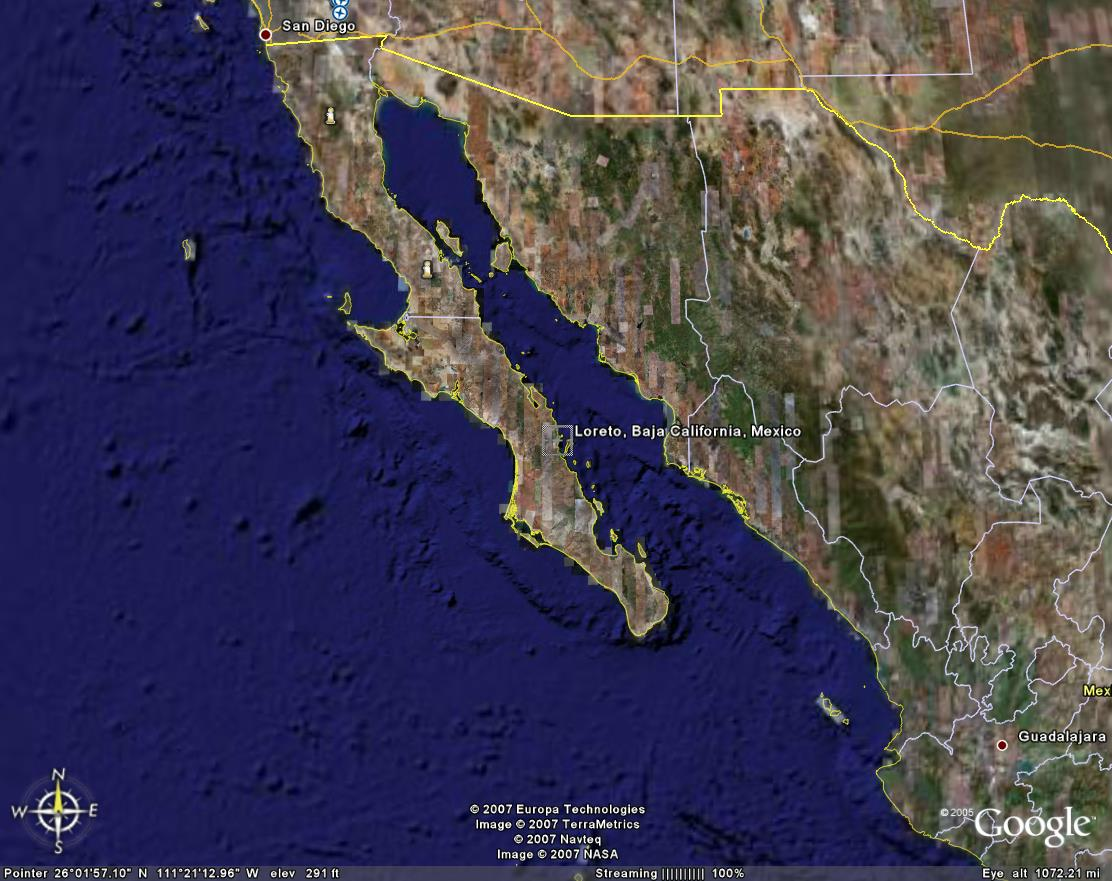 San Diego
Loreto, Baja California, Mexico
Mex
Guadalajara
N
W E
S
© 2007 Europa Technologies
Image © 2007 TerraMetrics
© 2007 Navteq
Image © 2007 NASA
© 2005 Google™
Pointer 26°01'57.10" N 111°21'12.96" W elev 291 ft Streaming |||||||||| 100% Eye alt 1072.21 mi